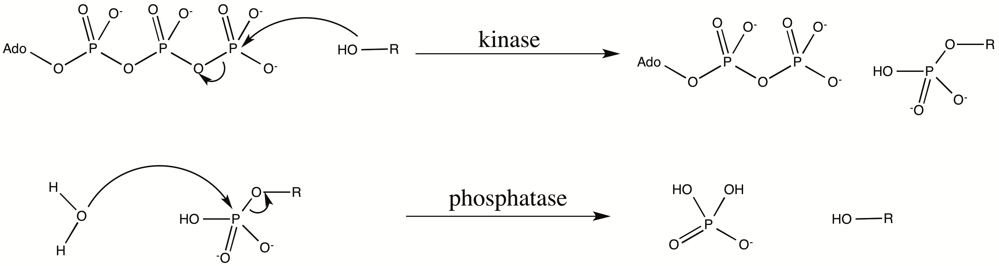 O O- O O- O O-
Ado O P O P O P O-
HO R
kinase
O O- O O-
Ado O P O P O-
O R
HO P
-O O-
H
O
H
O R
HO P
-O O-
phosphatase
HO OH
P
O O-
HO R